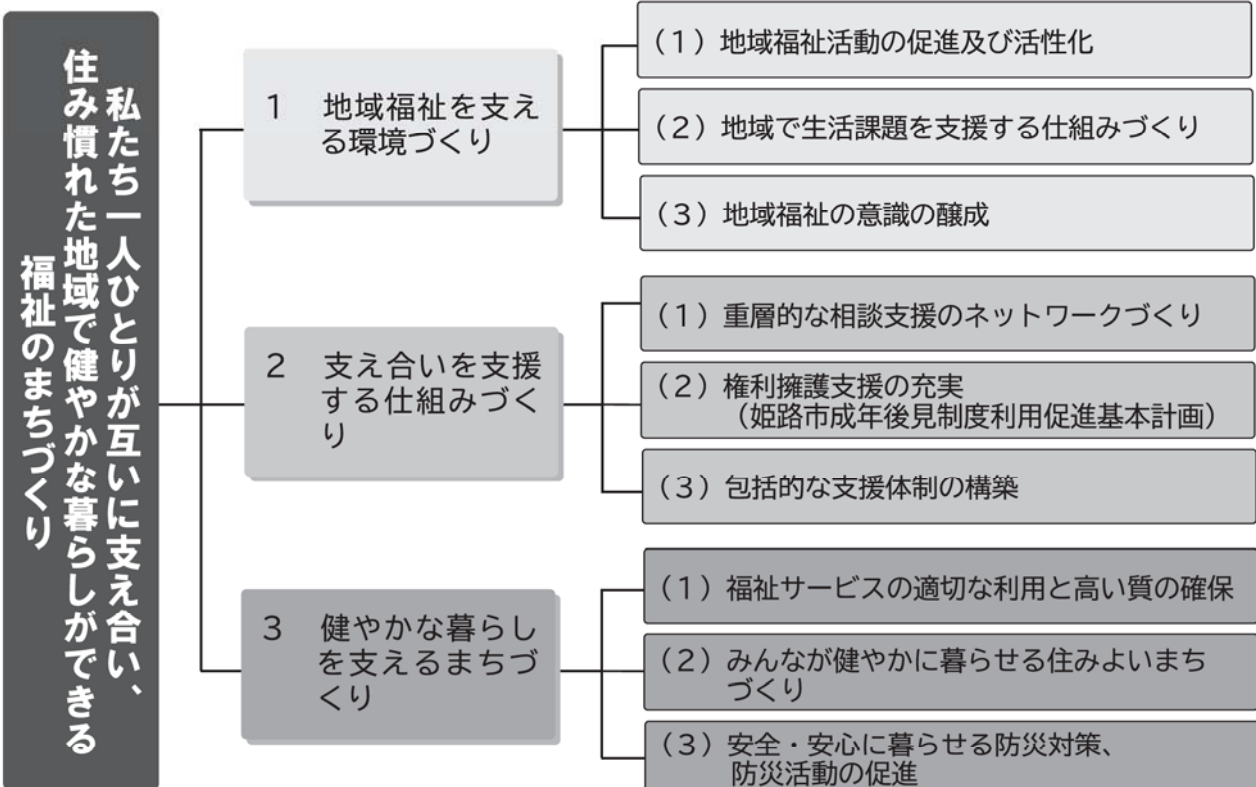 私たち一人ひとりが互いに支え合い、
住み慣れた地域で健やかな暮らしができる
福祉のまちづくり
1 地域福祉を支え
る環境づくり
(1)地域福祉活動の促進及び活性化
(2)地域で生活課題を支援する仕組みづくり
(3)地域福祉の意識の醸成
2 支え合いを支援
する仕組みづく
り
(1)重層的な相談支援のネットワークづくり
(2)権利擁護支援の充実
(姫路市成年後見制度利用促進基本計画)
(3)包括的な支援体制の構築
3 健やかな暮らし
を支えるまちづ
くり
(1)福祉サービスの適切な利用と高い質の確保
(2)みんなが健やかに暮らせる住みよいまち
づくり
(3)安全・安心に暮らせる防災対策、
防災活動の促進